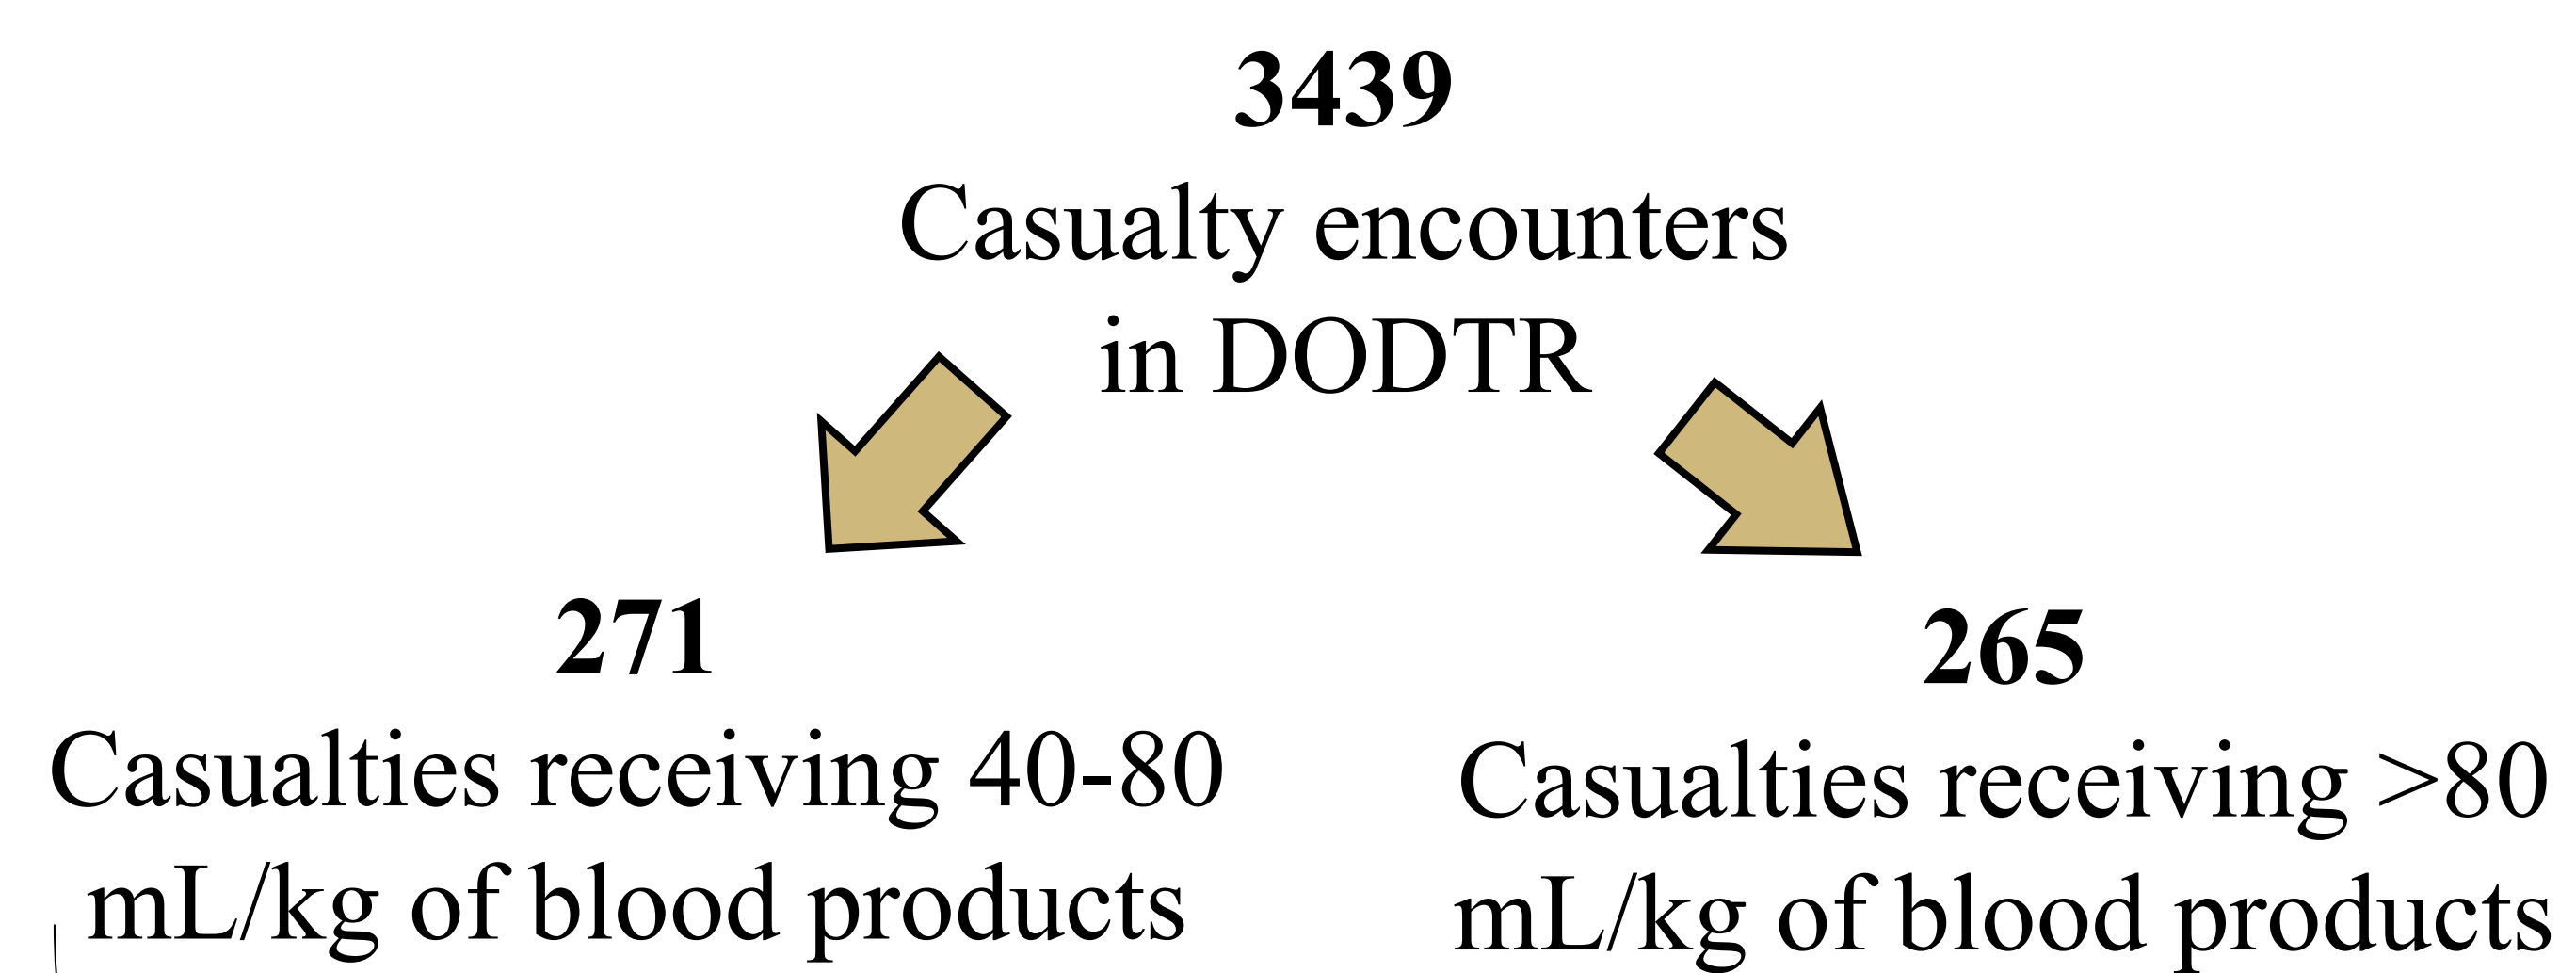 3439
Casualty encounters
in DODTR
271
Casualties receiving 40-80
mL/kg of blood products
265
Casualties receiving >80
mL/kg of blood products